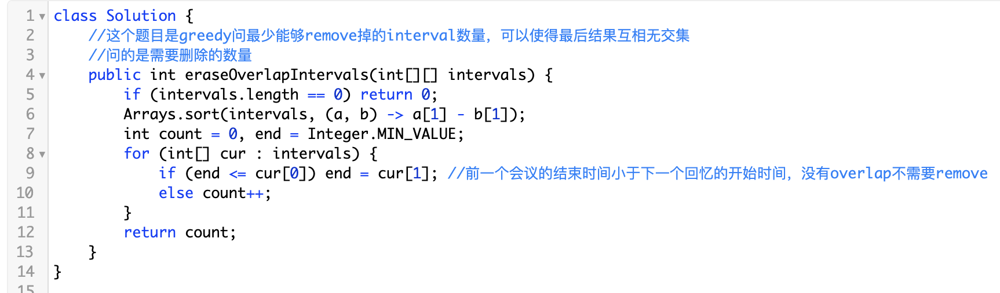 1 class Solution {
2 //这个题目是greedy问最少能够remove掉的interval数量，可以使得最后结果互相无交集
3 //问的是需要删除的数量
4 public int eraseOverlapIntervals(int[][] intervals) {
5 if (intervals.length == 0) return 0;
6 Arrays.sort(intervals, (a, b) -> a[1] - b[1]);
7 int count = 0, end = Integer.MIN_VALUE;
8 for (int[] cur : intervals) {
9 if (end <= cur[0]) end = cur[1]; //前一个会议的结束时间小于下一个回忆的开始时间，没有overlap不需要remove
10 else count++;
11 }
12 return count;
13 }
14 }
15